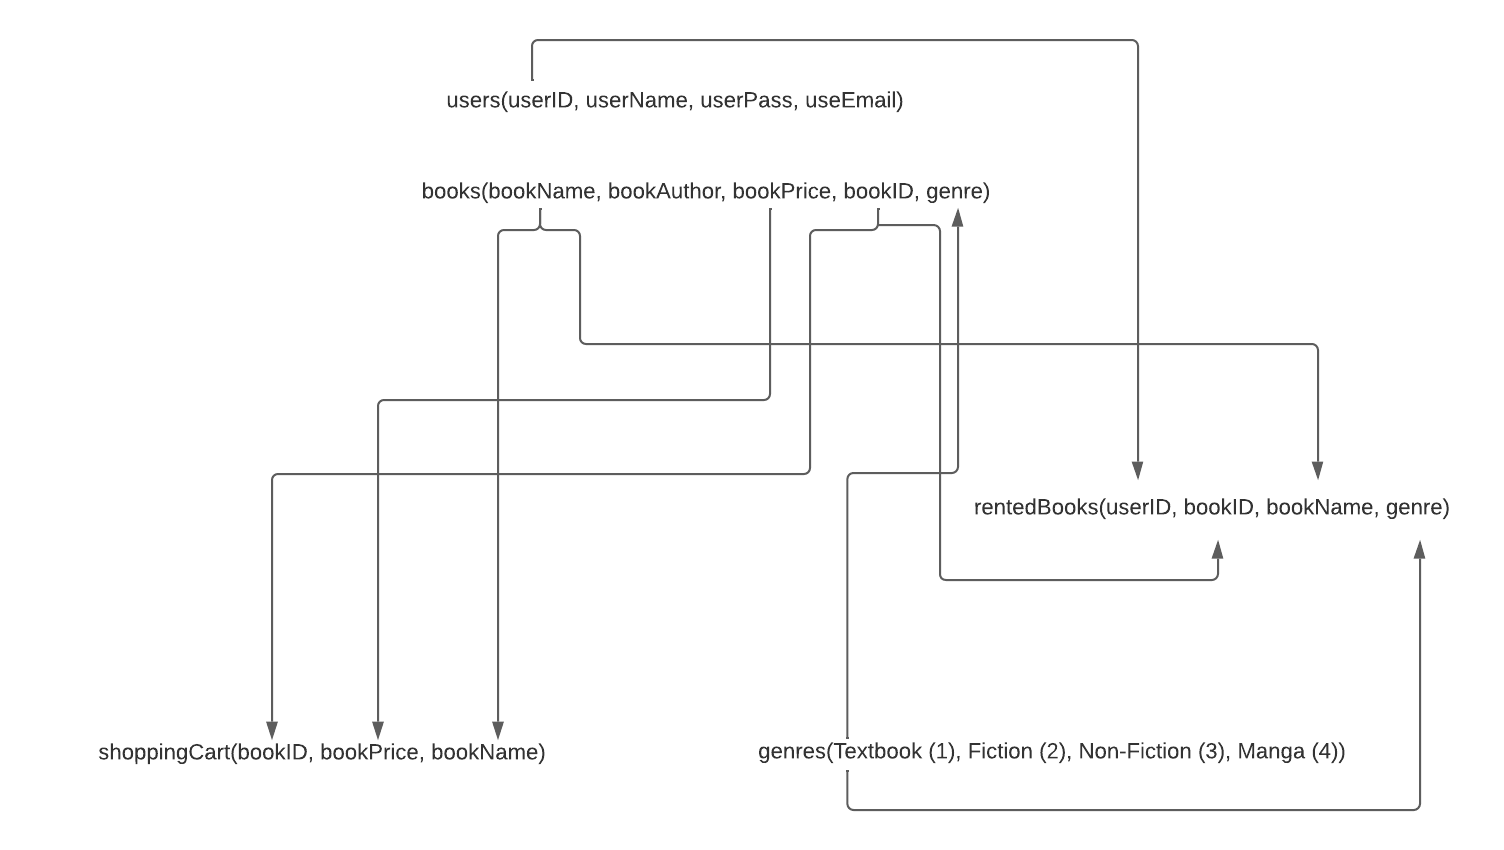 users(userID, userName, userPass, useEmail)
books(bookName, bookAuthor, bookPrice, bookID, genre)
rentedBooks(userID, bookID, bookName, genre)
shoppingCart(bookID, bookPrice, bookName)
genres(Textbook (1), Fiction (2), Non-Fiction (3), Manga (4))